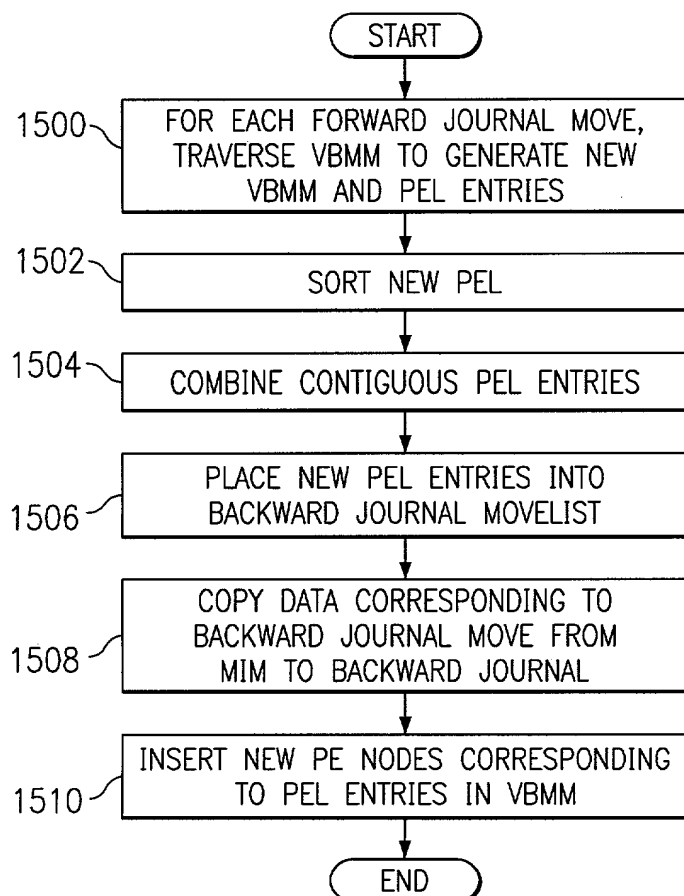 START
1500
FOR EACH FORWARD JOURNAL MOVE,
TRAVERSE VBMM TO GENERATE NEW
VBMM AND PEL ENTRIES
1502
SORT NEW PEL
1504
COMBINE CONTIGUOUS PEL ENTRIES
1506
PLACE NEW PEL ENTRIES INTO
BACKWARD JOURNAL MOVELIST
1508
COPY DATA CORRESPONDING TO
BACKWARD JOURNAL MOVE FROM
MIM TO BACKWARD JOURNAL
1510
INSERT NEW PE NODES CORRESPONDING
TO PEL ENTRIES IN VBMM
END